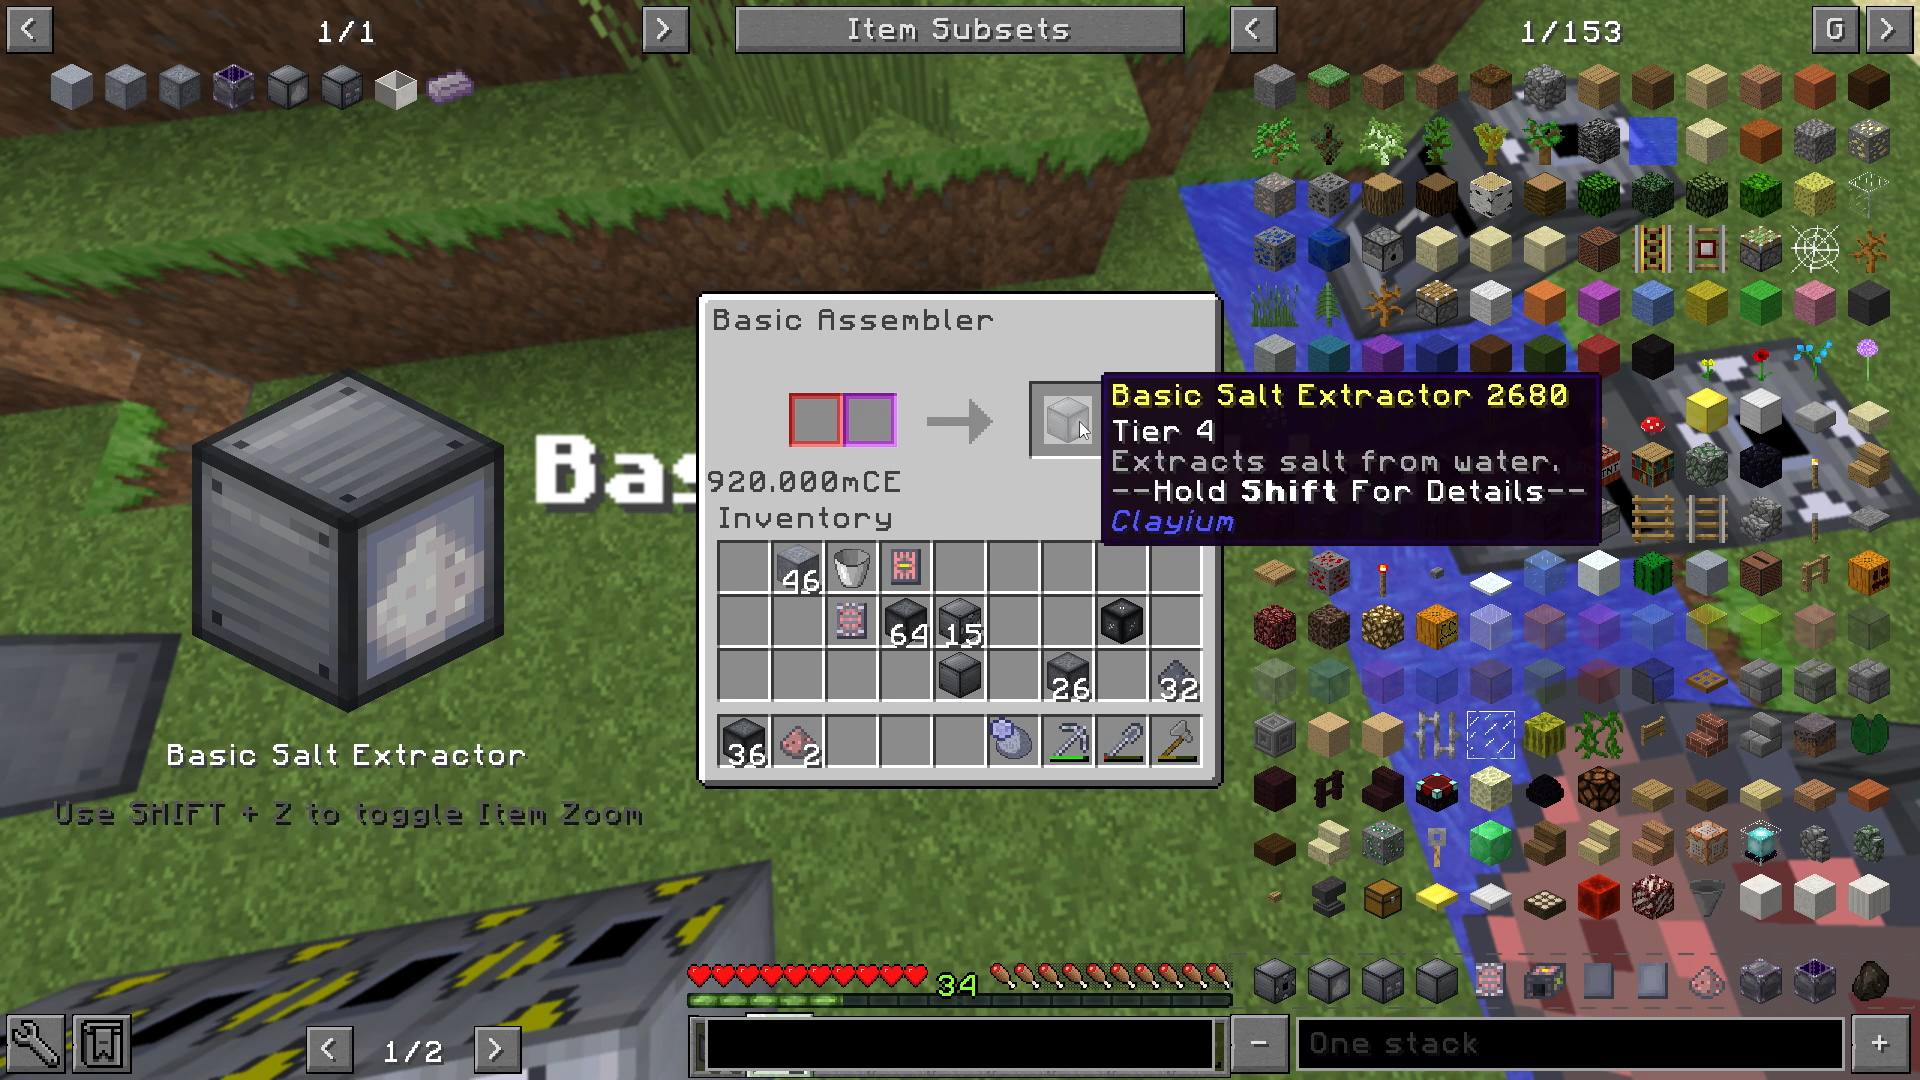 1/1
Item Subsets
1/153
G
Basic Assembler
Basic Salt Extractor 2680
Tier 4
Extracts salt from water.
--Hold Shift For Details--
Clayium
Bas
920.000mCE
Inventory
46
64
15
26
32
36
2
Basic Salt Extractor
Use SHIFT + Z to toggle Item Zoom
34
1/2
-
One stack
+